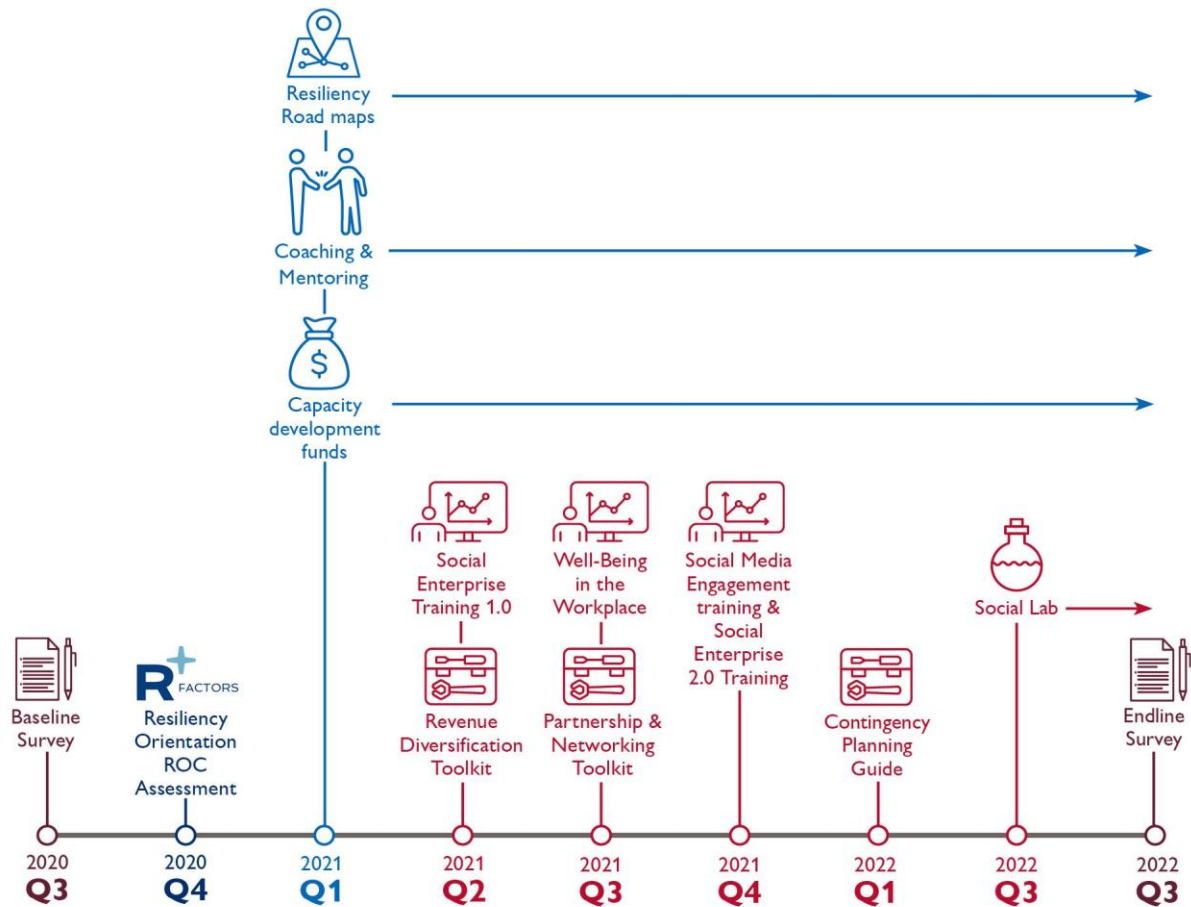 Resiliency
Road maps
Coaching &
Mentoring
$
Capacity
development
funds
Social
Enterprise
Training 1.0
Well-Being
in the
Workplace
Social Media
Engagement
training &
Social
Enterprise
2.0 Training
Social Lab
Baseline
Survey
R+
FACTORS
Resiliency
Orientation
ROC
Assessment
Revenue
Diversification
Toolkit
Partnership &
Networking
Toolkit
Contingency
Planning
Guide
Endline
Survey
2020
Q3
2020
Q4
2021
Q1
2021
Q2
2021
Q3
2021
Q4
2022
Q1
2022
Q3
2022
Q3